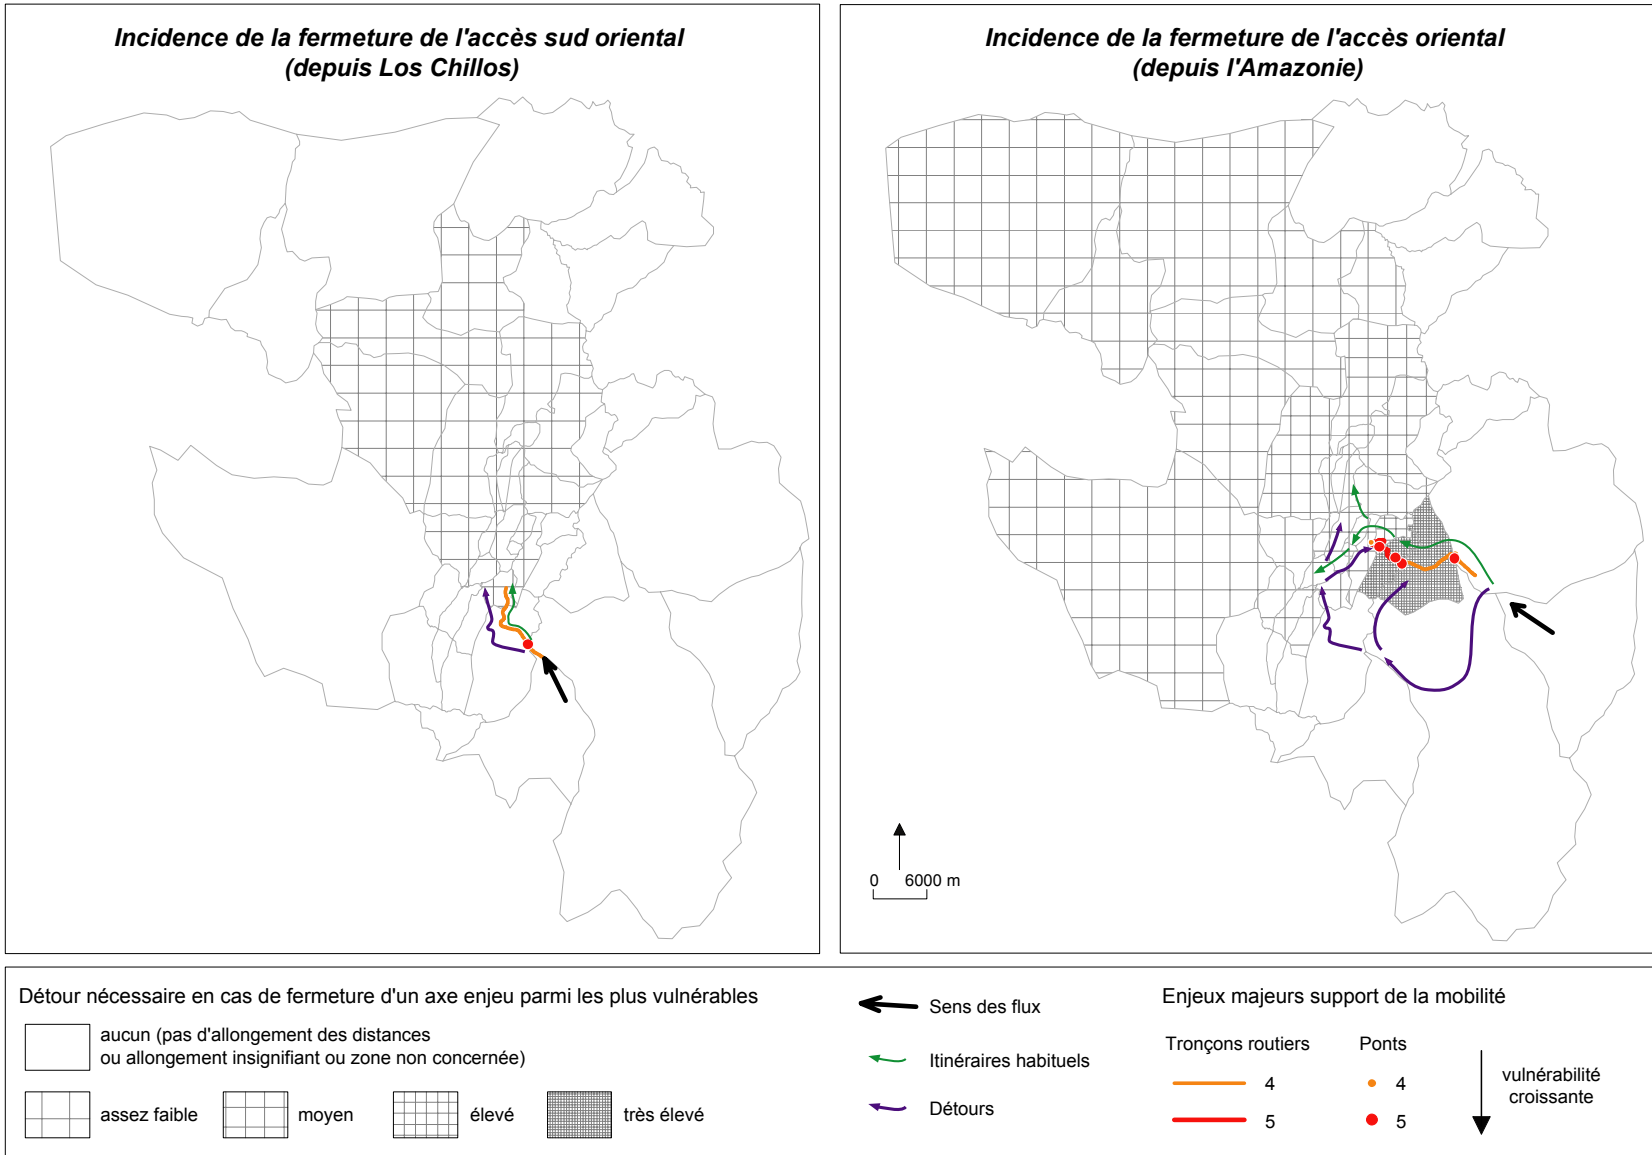 Incidence de la fermeture de l'accès sud oriental
(depuis Los Chillos)
Incidence de la fermeture de l'accès oriental
(depuis l'Amazonie)
0 6000 m
Détour nécessaire en cas de fermeture d'un axe enjeu parmi les plus vulnérables
aucun (pas d'allongement des distances
ou allongement insignifiant ou zone non concernée)
assez faible
moyen
élevé
très élevé
Sens des flux
Itinéraires habituels
Détours
Enjeux majeurs support de la mobilité
Tronçons routiers
Ponts
4
4
5
5
vulnérabilité
croissante